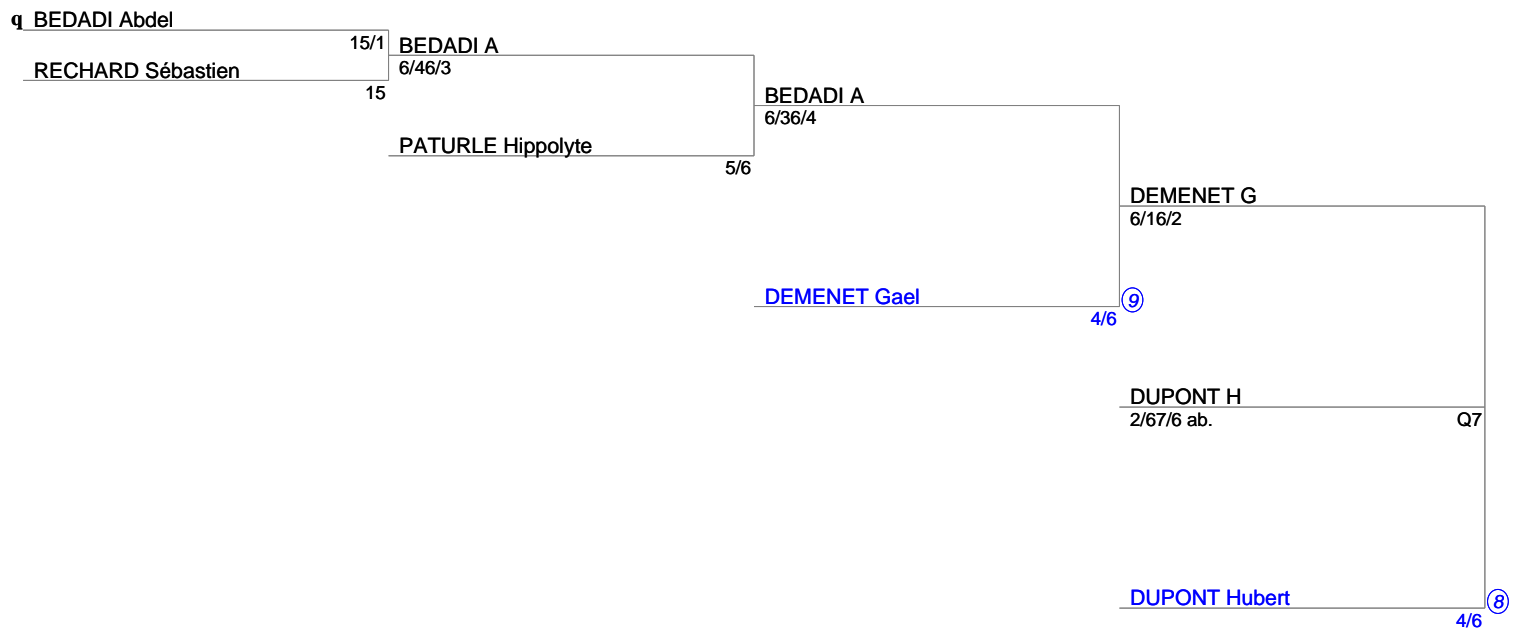 q BEDADI Abdel
15/1
BEDADI A
6/46/3
RECHARD Sébastien
15
BEDADI A
6/36/4
PATURLE Hippolyte
5/6
DEMENET G
6/16/2
DEMENET Gael
9
4/6
DUPONT H
2/67/6 ab.
Q7
DUPONT Hubert
8
4/6